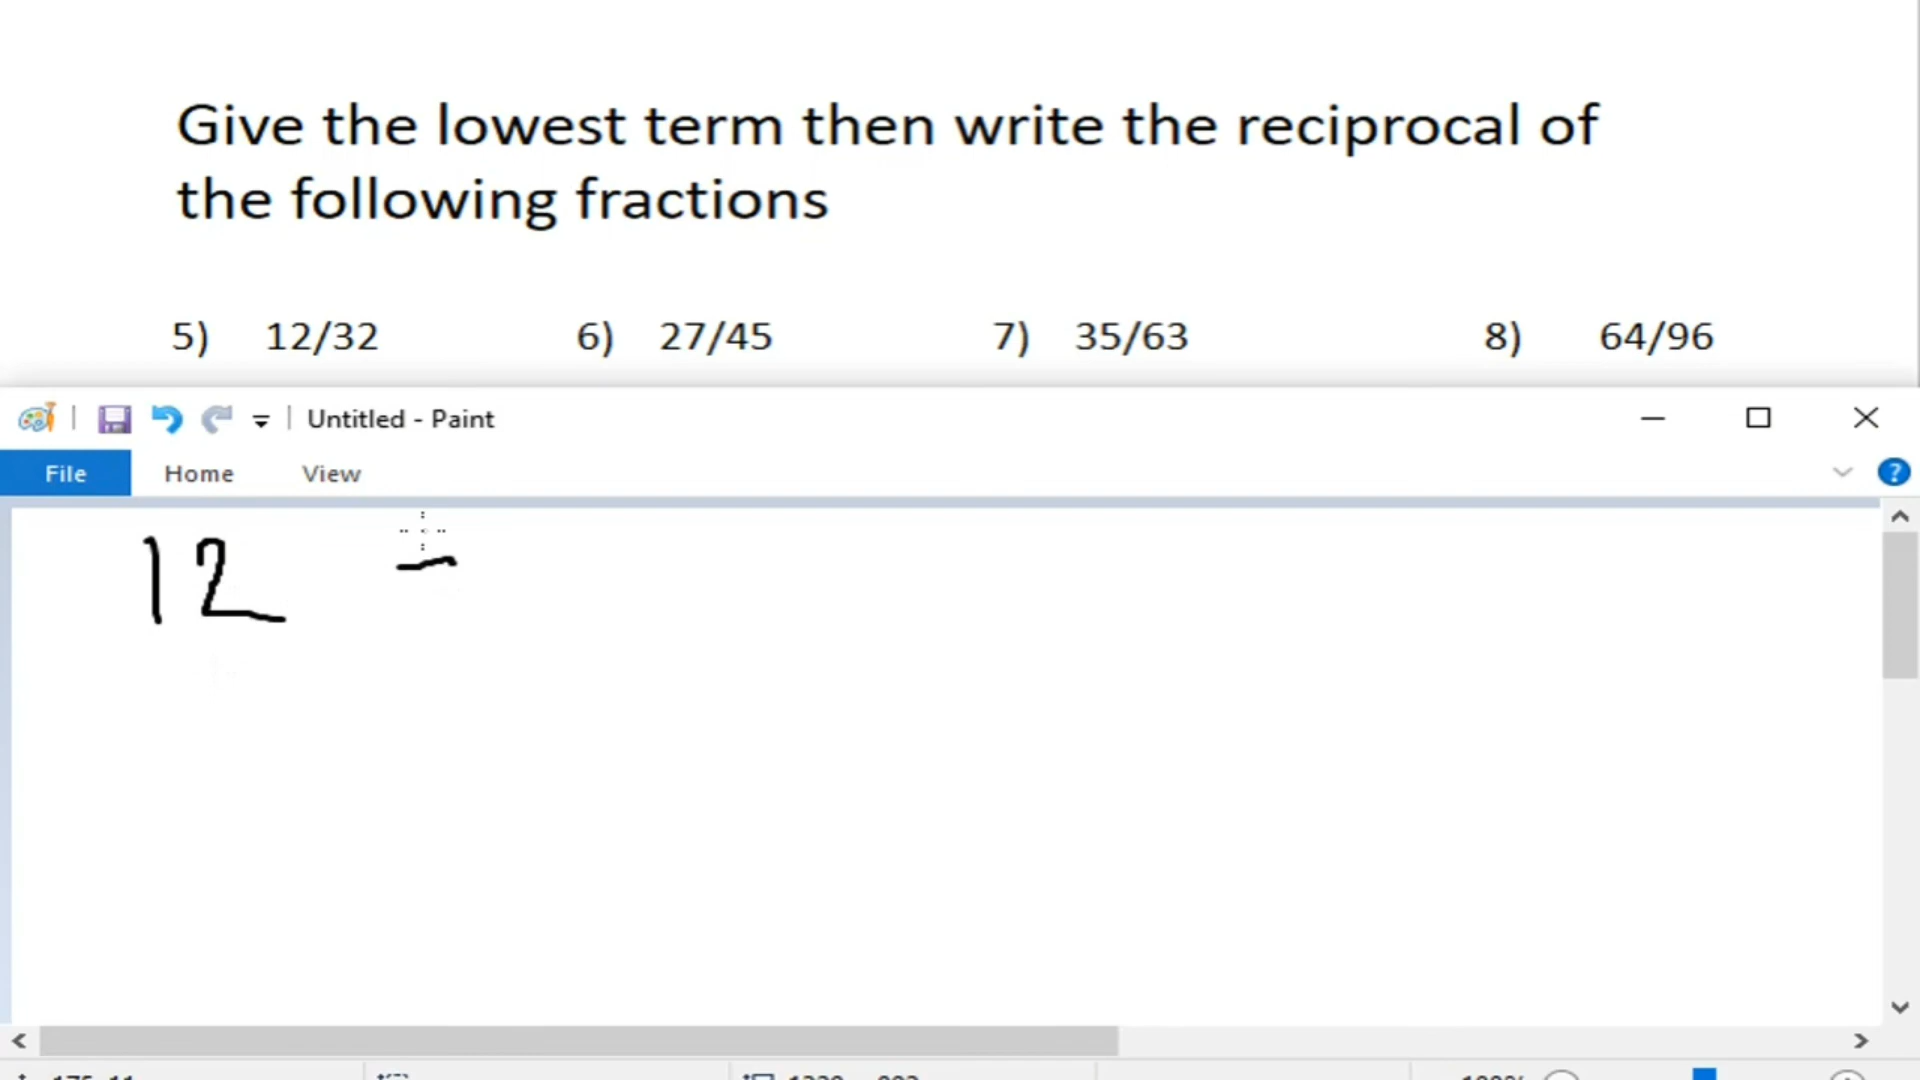 Give the lowest term then write the reciprocal of
the following fractions
5) 12/32 6) 27/45 7) 35/63 8) 64/96
Untitled - Paint
File Home View
12